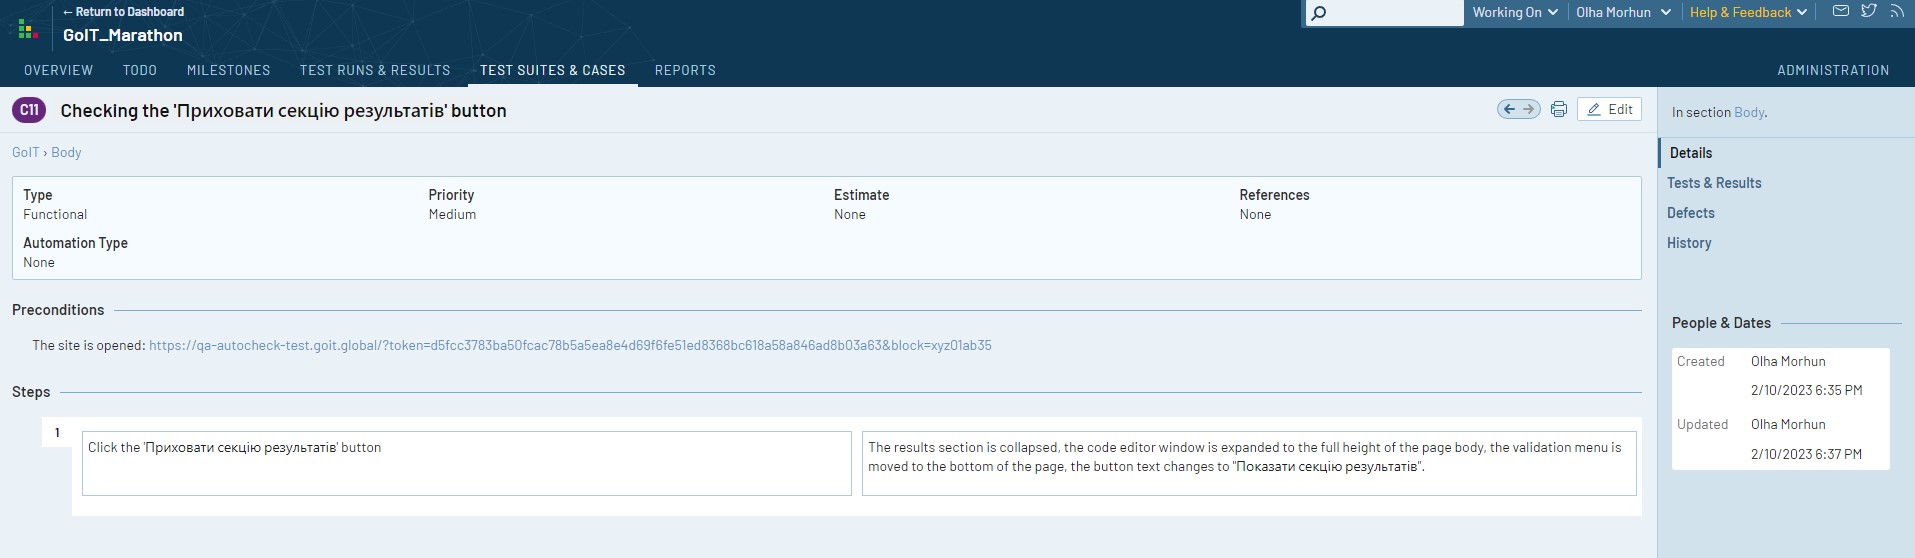 ← Return to Dashboard
GoIT_Marathon
Working On
Olha Morhun
Help & Feedback
OVERVIEW TODO MILESTONES TEST RUNS & RESULTS TEST SUITES & CASES REPORTS ADMINISTRATION
C11 Checking the 'Приховати секцію результатів' button
Edit
GoIT › Body
Type Priority Estimate References
Functional Medium None None
Automation Type
None
Preconditions
The site is opened: https://qa-autocheck-test.goit.global/?token=d5fcc3783ba50fcac78b5a5ea8e4d69f6fe51ed8368bc618a58a846ad8b03a63&block=xyz01ab35
Steps
1
Click the 'Приховати секцію результатів' button
The results section is collapsed, the code editor window is expanded to the full height of the page body, the validation menu is
moved to the bottom of the page, the button text changes to "Показати секцію результатів".
In section Body.
Details
Tests & Results
Defects
History
People & Dates
Created Olha Morhun
2/10/2023 6:35 PM
Updated Olha Morhun
2/10/2023 6:37 PM